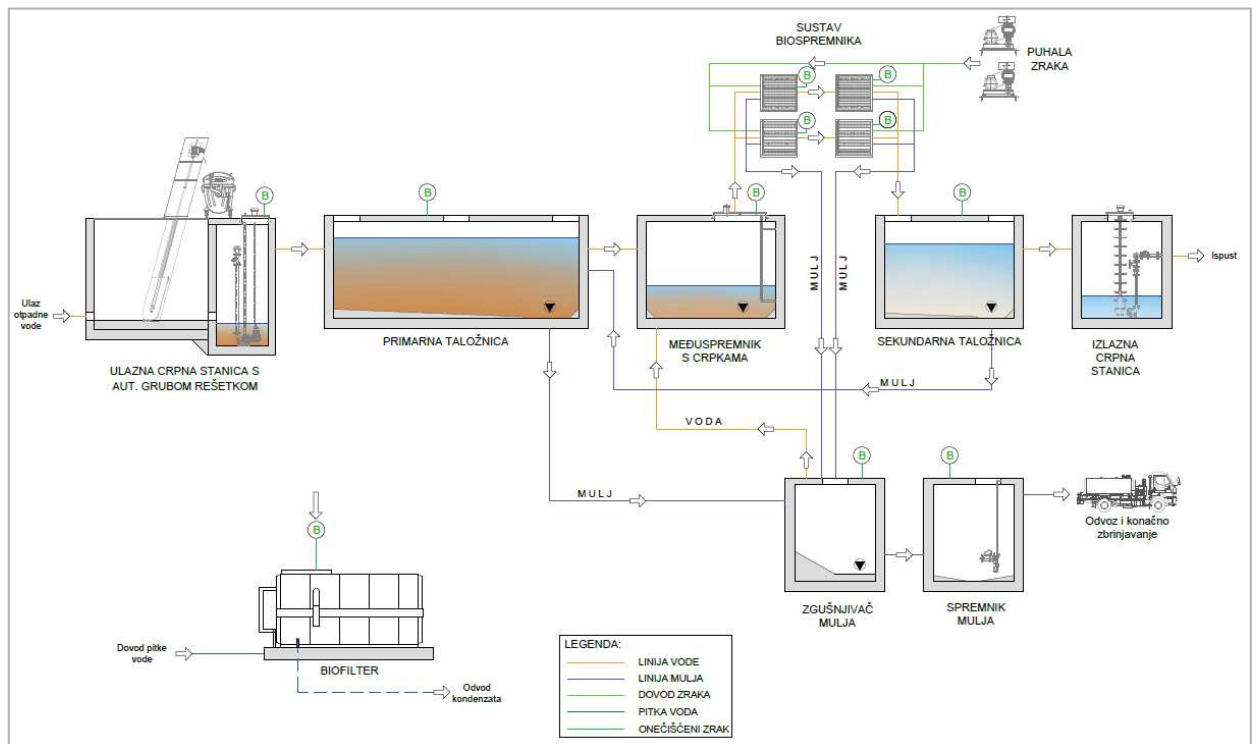 SUSTAV
BIOSPREMNIKA
PUHALA
ZRAKA
B
B
B
B
B
B
B
B
Ulaz
otpadne
vode
ULAZNA CRPNA STANICA S
AUT. GRUBOM REŠETKOM
PRIMARNA TALOŽNICA
MEĐUSPREMNIK
S CRPKAMA
MULJ
MULJ
SEKUNDARNA TALOŽNICA
IZLAZNA
CRPNA
STANICA
Ispust
MULJ
VODA
MULJ
B
B
ZGUŠNJIVAČ
MULJA
SPREMNIK
MULJA
Odvoz i konačno
zbrinjavanje
B
Dovod pitke
vode
BIOFILTER
Odvod
kondenzata
LEGENDA:
LINIJA VODE
LINIJA MULJA
DOVOD ZRAKA
PITKA VODA
ONEČIŠĆENI ZRAK